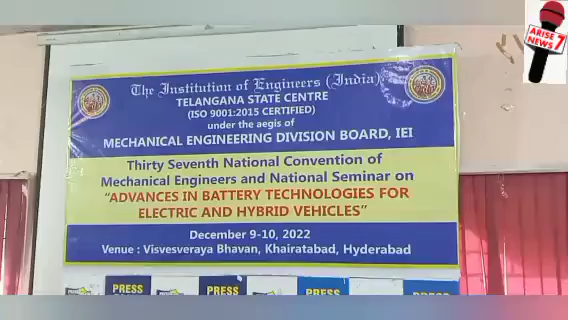 ARISE
NEWS 7
The Institution of Engineers (India)
TELANGANA STATE CENTRE
(ISO 9001:2015 CERTIFIED)
under the aegis of
MECHANICAL ENGINEERING DIVISION BOARD, IEI
Thirty Seventh National Convention of
Mechanical Engineers and National Seminar on
"ADVANCES IN BATTERY TECHNOLOGIES FOR
ELECTRIC AND HYBRID VEHICLES"
December 9-10, 2022
Venue : Visvesveraya Bhavan, Khairatabad, Hyderabad
PRESS PRESS PRESS